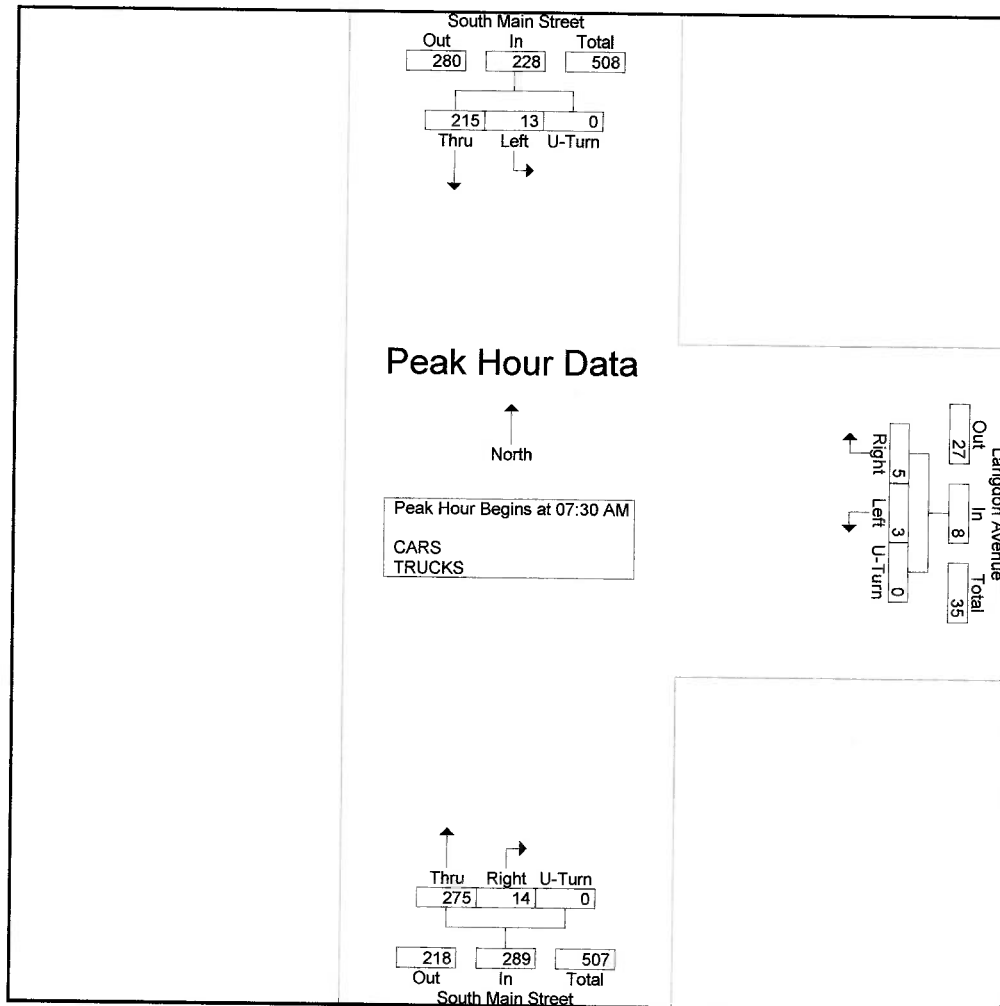 South Main Street
Out In Total
280 228 508
215 13 0
Thru Left U-Turn
Peak Hour Data
North
Peak Hour Begins at 07:30 AM
CARS
TRUCKS
Langdon Avenue
Out In Total
27 8 35
5 3 0
Right Left U-Turn
Thru Right U-Turn
275 14 0
218 289 507
Out In Total
South Main Street